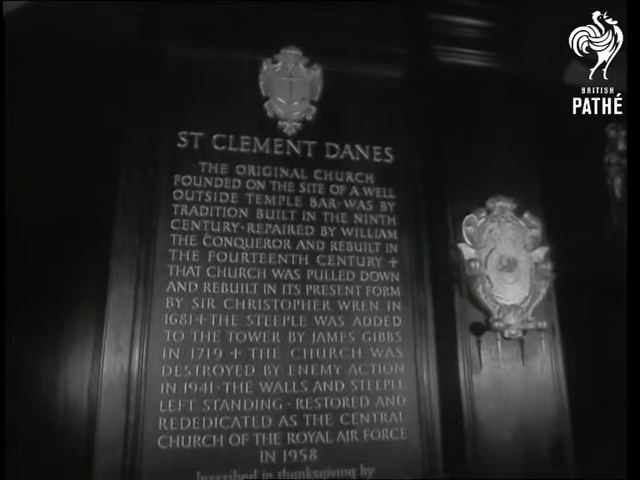 BRITISH
PATHÉ
ST CLEMENT DANES
THE ORIGINAL CHURCH
FOUNDED ON THE SITE OF A WELL
OUTSIDE TEMPLE BAR · WAS BY
TRADITION BUILT IN THE NINTH
CENTURY · REPAIRED BY WILLIAM
THE CONQUEROR AND REBUILT IN
THE FOURTEENTH CENTURY +
THAT CHURCH WAS PULLED DOWN
AND REBUILT IN ITS PRESENT FORM
BY SIR CHRISTOPHER WREN IN
1681 + THE STEEPLE WAS ADDED
TO THE TOWER BY JAMES GIBBS
IN 1719 + THE CHURCH WAS
DESTROYED BY ENEMY ACTION
IN 1941 · THE WALLS AND STEEPLE
LEFT STANDING · RESTORED AND
REDEDICATED AS THE CENTRAL
CHURCH OF THE ROYAL AIR FORCE
IN 1958
Inscribed in thanksgiving by